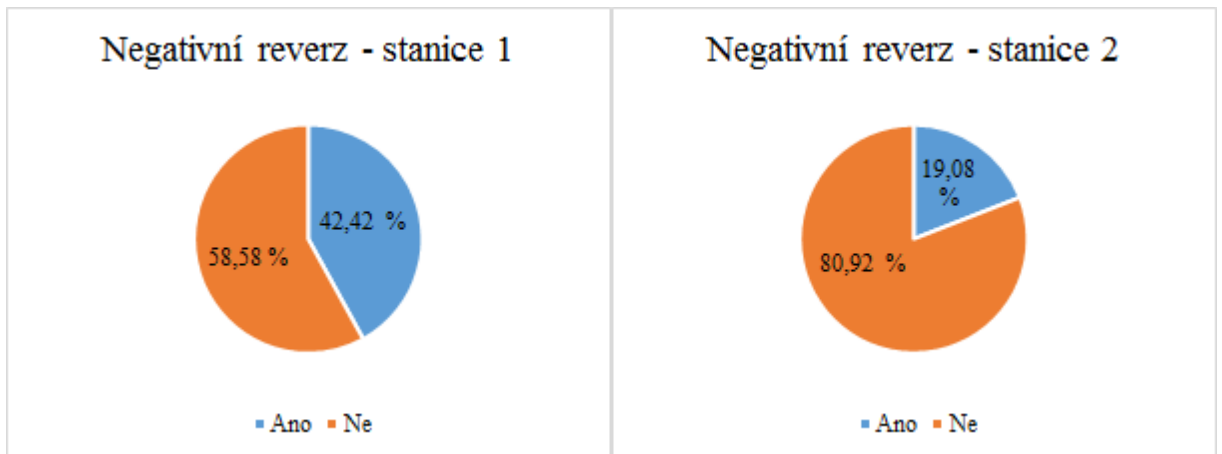 Negativní reverz - stanice 1
42,42 %
58,58 %
Ano Ne
Negativní reverz - stanice 2
19,08
%
80,92 %
Ano Ne